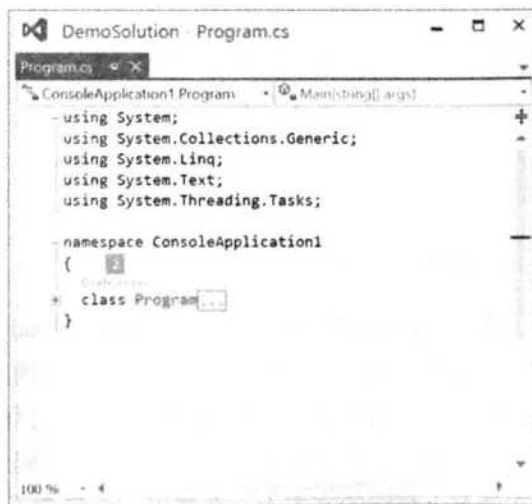 DemoSolution - Program.cs
Program.cs
ConsoleApplication1.Program
Main(string[] args)
using System;
using System.Collections.Generic;
using System.Linq;
using System.Text;
using System.Threading.Tasks;
namespace ConsoleApplication1
{
2
class Program...
}
100 %